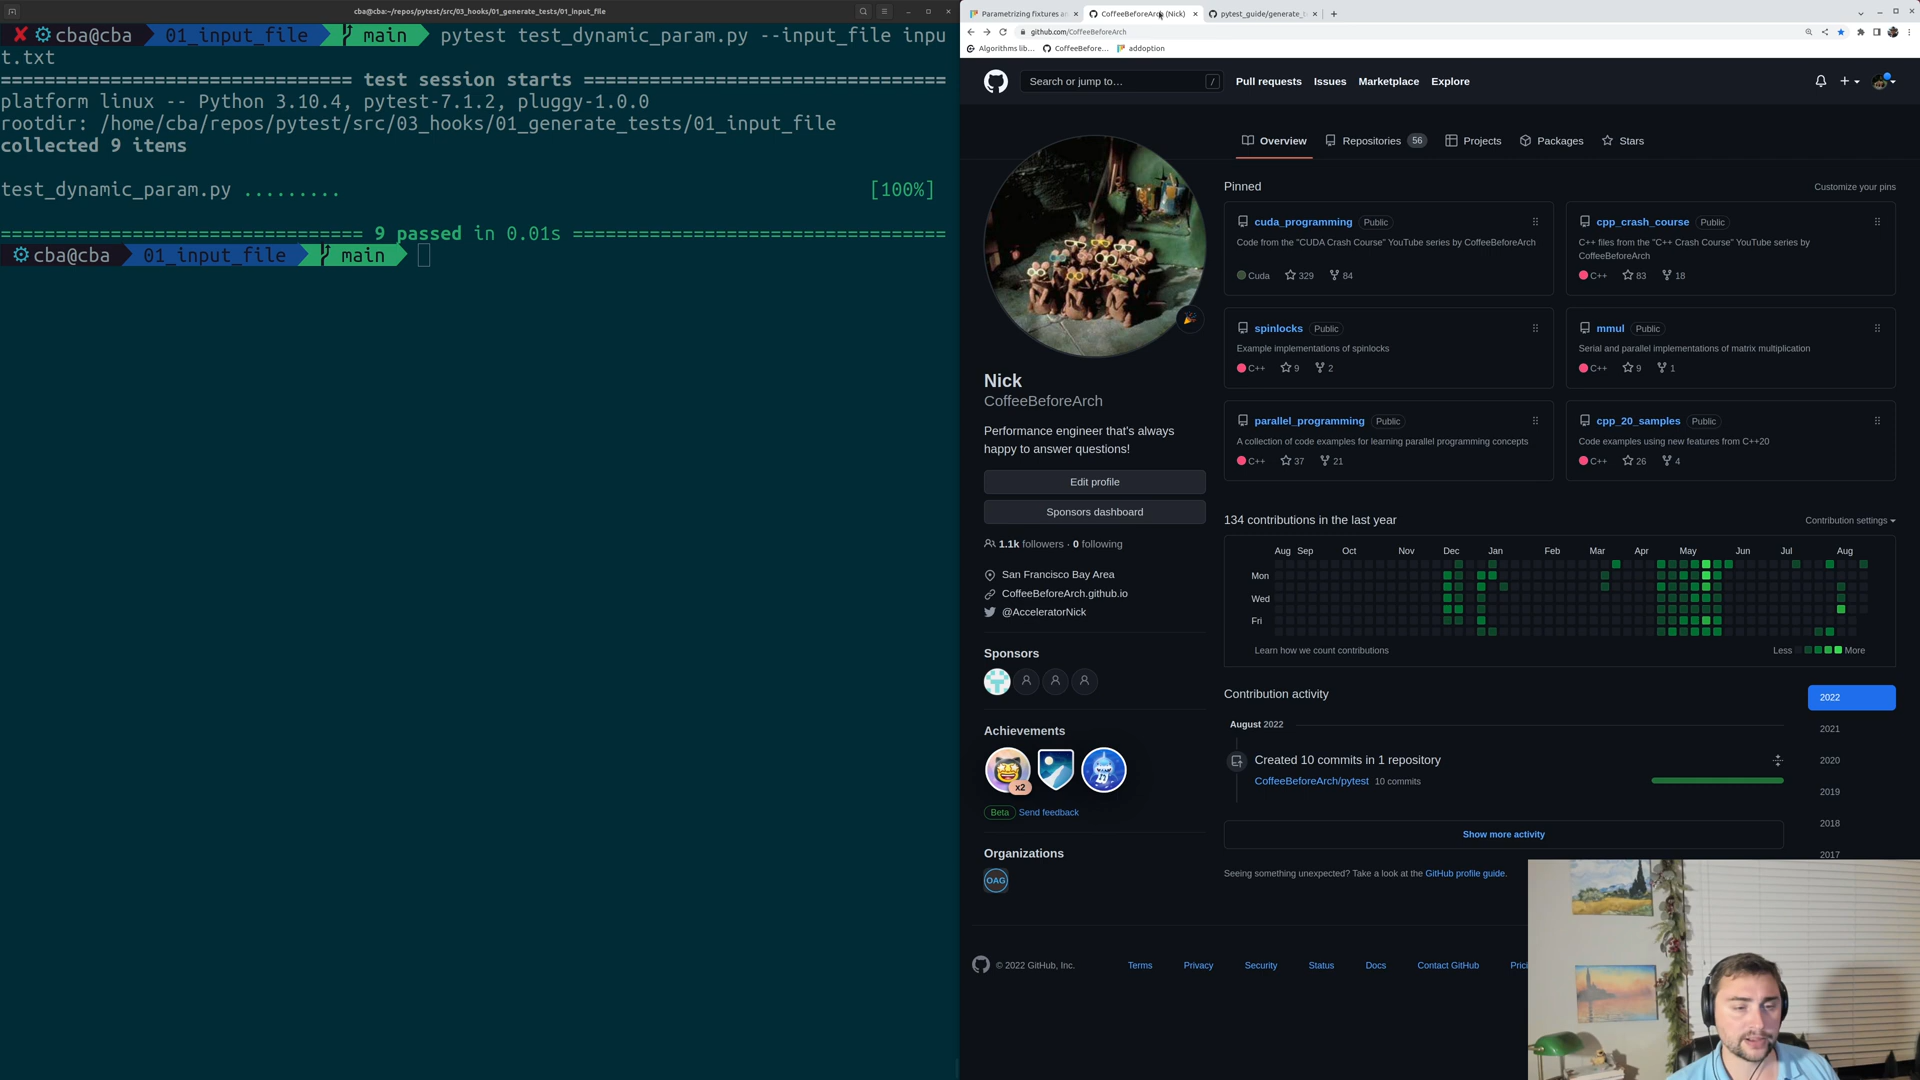 cba@cba:~/repos/pytest/src/03_hooks/01_generate_tests/01_input_file
✘ ⚙ cba@cba 01_input_file main pytest test_dynamic_param.py --input_file inpu
t.txt
============================== test session starts ===============================
platform linux -- Python 3.10.4, pytest-7.1.2, pluggy-1.0.0
rootdir: /home/cba/repos/pytest/src/03_hooks/01_generate_tests/01_input_file
collected 9 items
test_dynamic_param.py ......... [100%]
=============================== 9 passed in 0.01s ================================
⚙ cba@cba 01_input_file main
Parametrizing fixtures a
CoffeeBeforeArch (Nick)
pytest_guide/generate_t
github.com/CoffeeBeforeArch
Algorithms lib...
CoffeeBefore...
addoption
Search or jump to… /
Pull requests
Issues
Marketplace
Explore
Overview
Repositories 56
Projects
Packages
Stars
Nick
CoffeeBeforeArch
Performance engineer that's always
happy to answer questions!
Edit profile
Sponsors dashboard
1.1k followers · 0 following
San Francisco Bay Area
CoffeeBeforeArch.github.io
@AcceleratorNick
Sponsors
Achievements
x2
Beta Send feedback
Organizations
OAG
Pinned
Customize your pins
cuda_programming Public
Code from the "CUDA Crash Course" YouTube series by CoffeeBeforeArch
Cuda 329 84
cpp_crash_course Public
C++ files from the "C++ Crash Course" YouTube series by
CoffeeBeforeArch
C++ 83 18
spinlocks Public
Example implementations of spinlocks
C++ 9 2
mmul Public
Serial and parallel implementations of matrix multiplication
C++ 9 1
parallel_programming Public
A collection of code examples for learning parallel programming concepts
C++ 37 21
cpp_20_samples Public
Code examples using new features from C++20
C++ 26 4
134 contributions in the last year
Contribution settings
Aug Sep Oct Nov Dec Jan Feb Mar Apr May Jun Jul Aug
Mon
Wed
Fri
Learn how we count contributions
Less More
Contribution activity
2022
2021
2020
2019
2018
2017
August 2022
Created 10 commits in 1 repository
CoffeeBeforeArch/pytest 10 commits
Show more activity
Seeing something unexpected? Take a look at the GitHub profile guide.
© 2022 GitHub, Inc.
Terms
Privacy
Security
Status
Docs
Contact GitHub
Prici